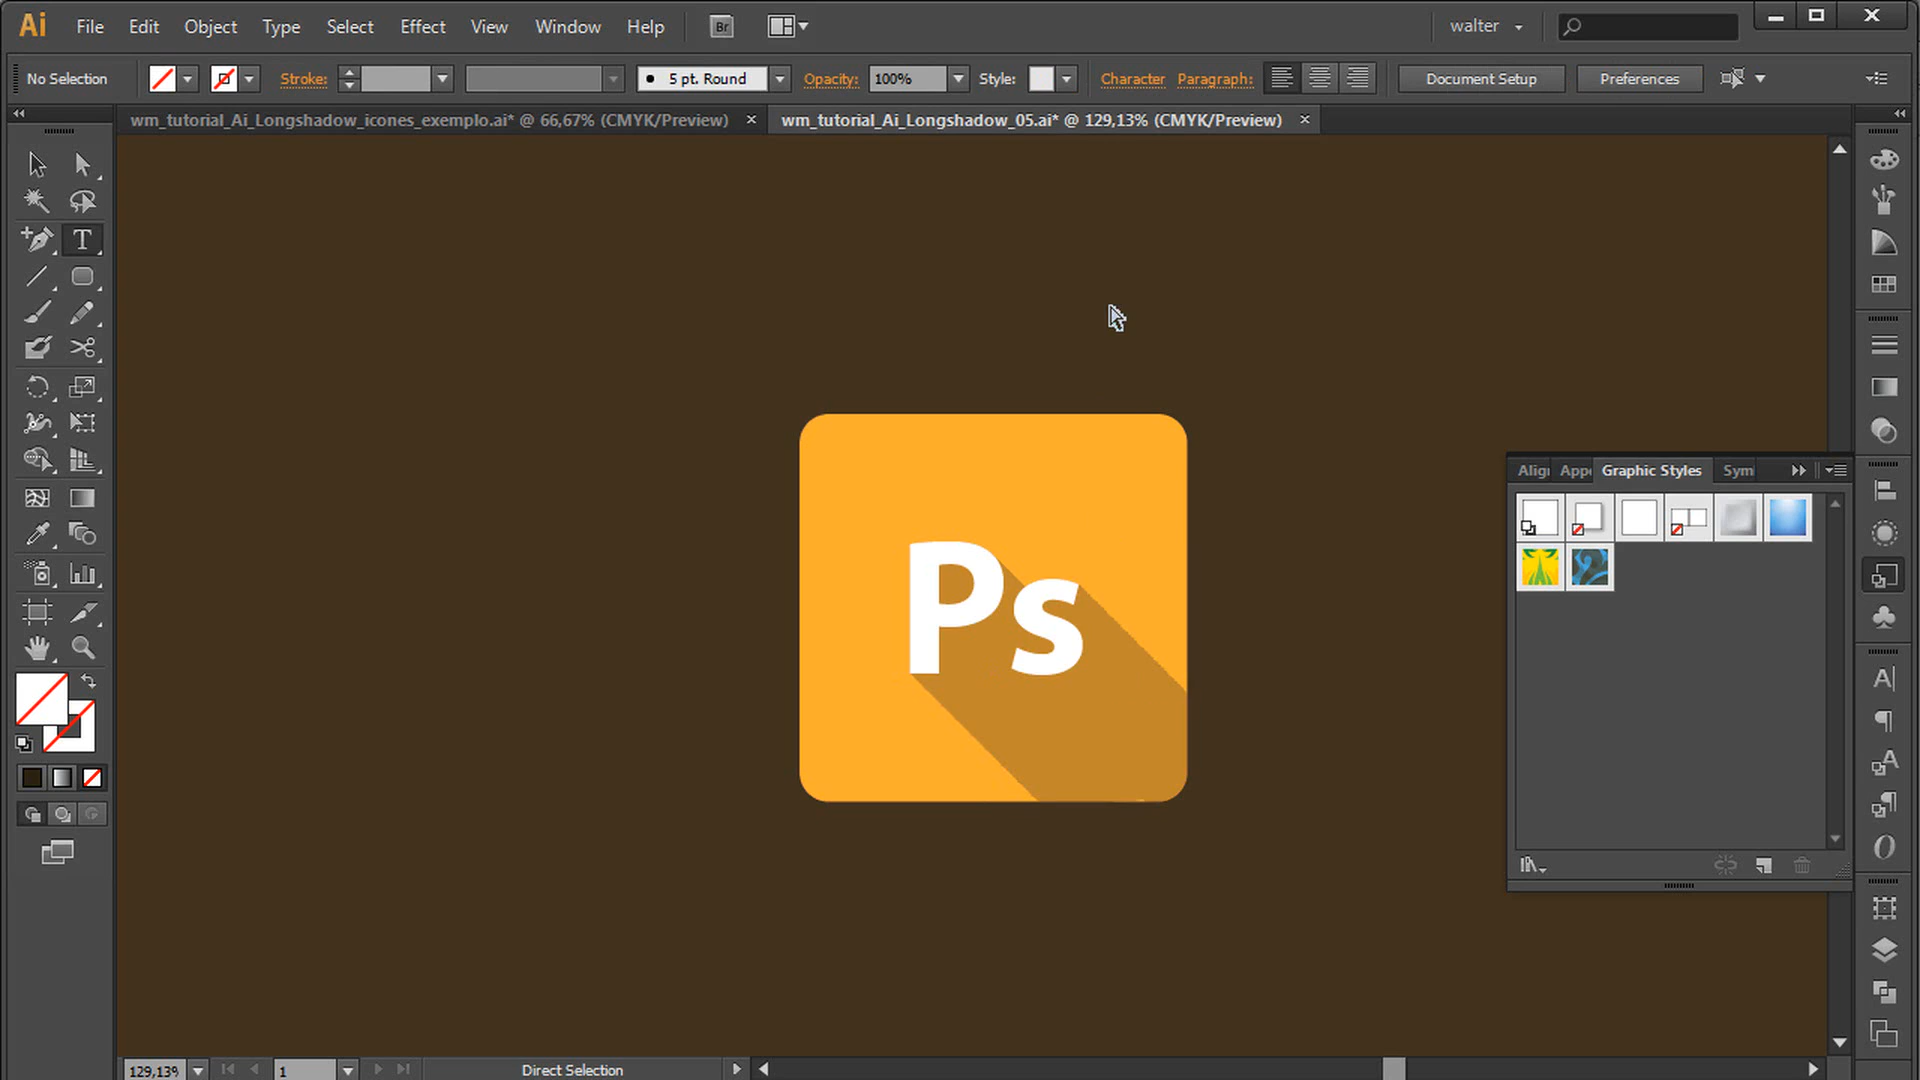 Ai File Edit Object Type Select Effect View Window Help Br walter
No Selection Stroke: 5 pt. Round Opacity: 100% Style: Character Paragraph: Document Setup Preferences
wm_tutorial_Ai_Longshadow_icones_exemplo.ai* @ 66,67% (CMYK/Preview) × wm_tutorial_Ai_Longshadow_05.ai* @ 129,13% (CMYK/Preview) ×
T
Alig Appe Graphic Styles Sym
Ps
A
A
O
129,13% 1 Direct Selection